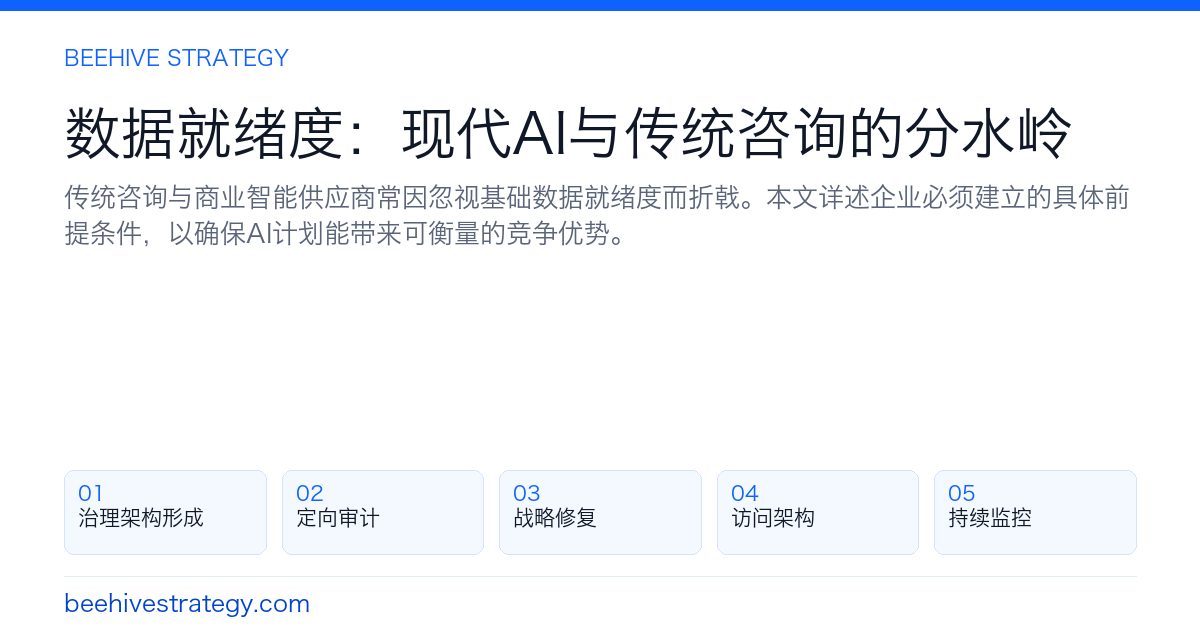 BEEHIVE STRATEGY
数据就绪度：现代AI与传统咨询的分水岭
传统咨询与商业智能供应商常因忽视基础数据就绪度而折戟。本文详述企业必须建立的具体前
提条件，以确保AI计划能带来可衡量的竞争优势。
01
治理架构形成
02
定向审计
03
战略修复
04
访问架构
05
持续监控
beehivestrategy.com